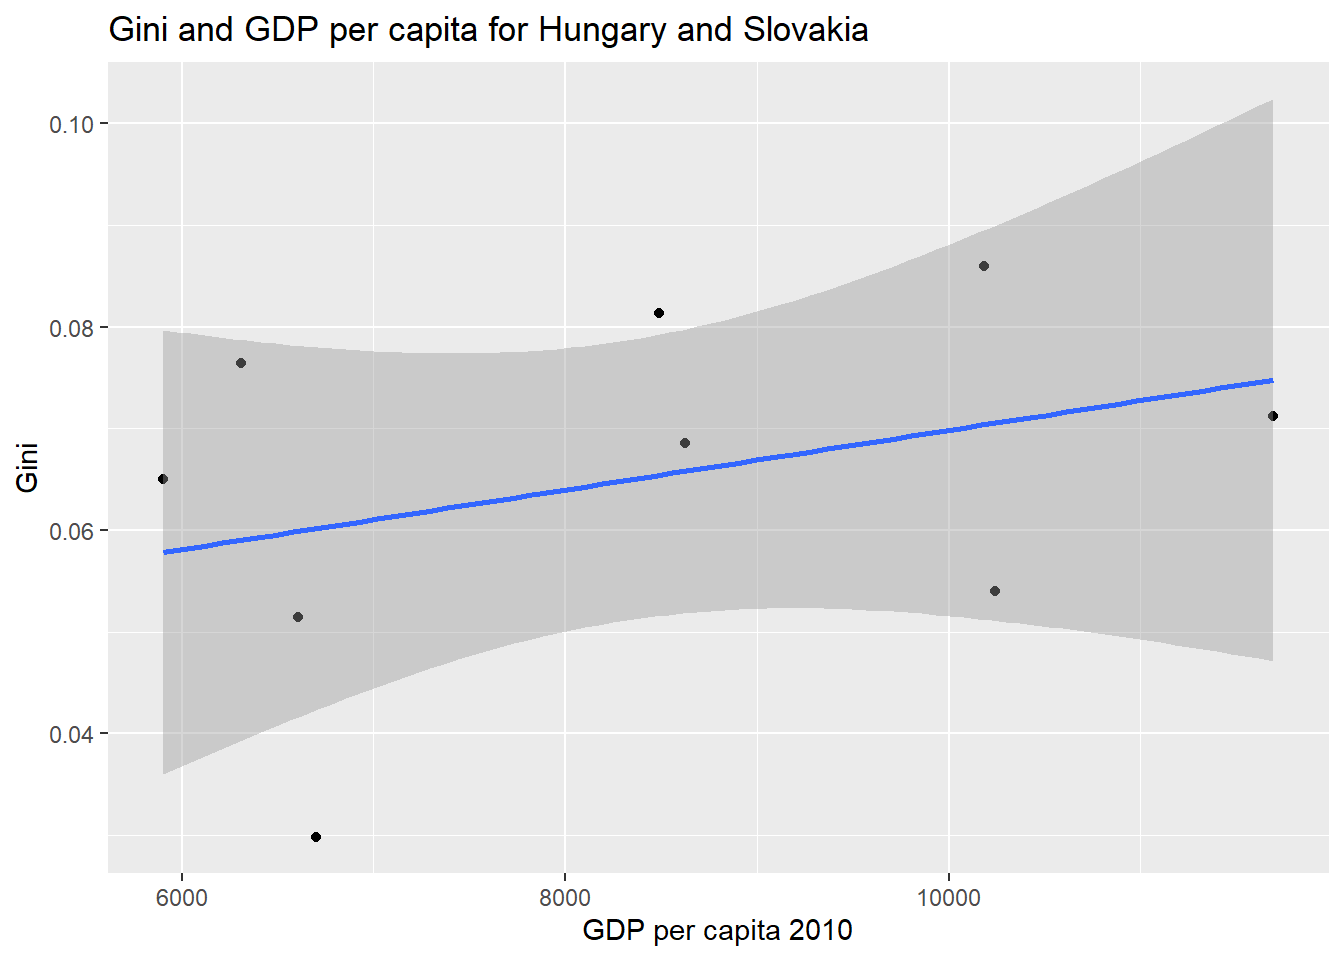 Gini and GDP per capita for Hungary and Slovakia
0.10
0.08
0.06
0.04
Gini
6000 8000 10000
GDP per capita 2010